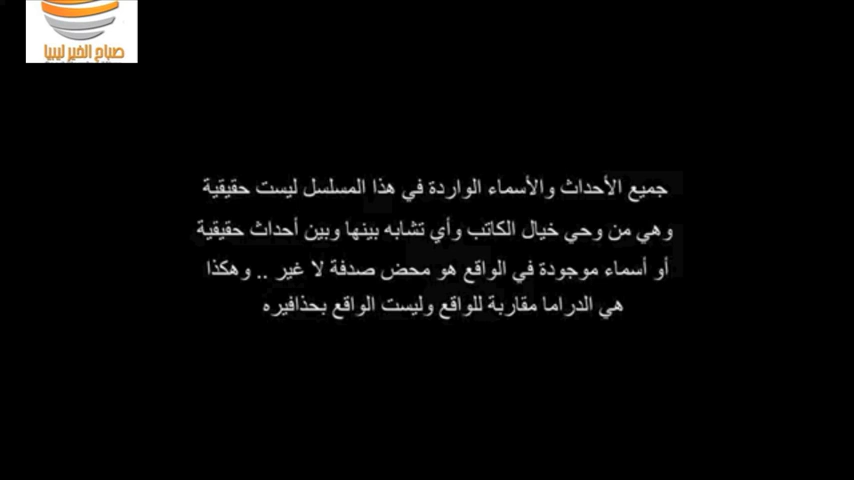 صباح الخير ليبيا
جميع الأحداث والأسماء الواردة في هذا المسلسل ليست حقيقية
وهي من وحي خيال الكاتب وأي تشابه بينها وبين أحداث حقيقية
أو أسماء موجودة في الواقع هو محض صدفة لا غير .. وهكذا
هي الدراما مقاربة للواقع وليست الواقع بحذافيره